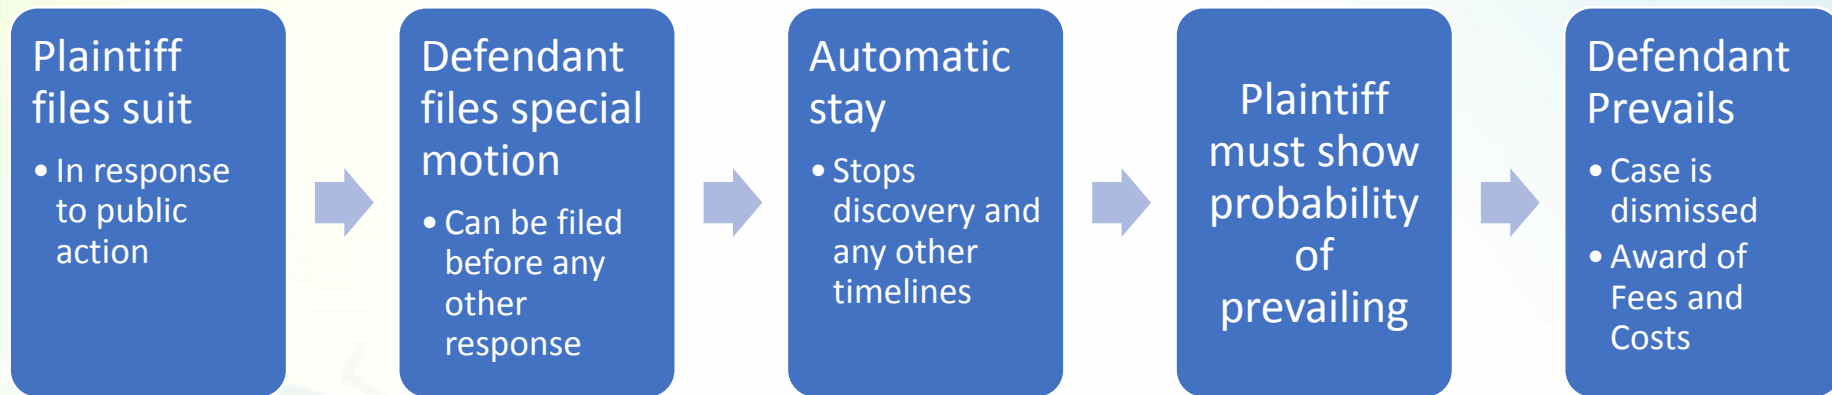 Plaintiff
files suit
• In response
to public
action
Defendant
files special
motion
• Can be filed
before any
other
response
Automatic
stay
• Stops
discovery and
any other
timelines
Plaintiff
must show
probability
of
prevailing
Defendant
Prevails
• Case is
dismissed
• Award of
Fees and
Costs